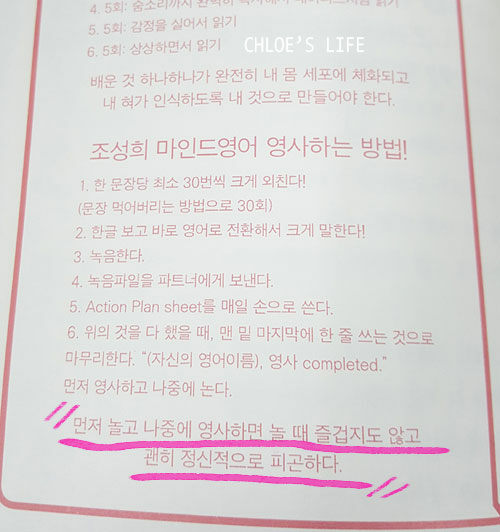 4. 5회: 숨소리까지 완벽히
5. 5회: 감정을 실어서 읽기
6. 5회: 상상하면서 읽기
CHLOE'S LIFE
배운 것 하나하나가 완전히 내 몸 세포에 체화되고
내 혀가 인식하도록 내 것으로 만들어야 한다.
조성희 마인드영어 영사하는 방법!
1. 한 문장당 최소 30번씩 크게 외친다!
(문장 먹어버리는 방법으로 30회)
2. 한글 보고 바로 영어로 전환해서 크게 말한다!
3. 녹음한다.
4. 녹음파일을 파트너에게 보낸다.
5. Action Plan sheet를 매일 손으로 쓴다.
6. 위의 것을 다 했을 때, 맨 밑 마지막에 한 줄 쓰는 것으로
마무리한다. “(자신의 영어이름), 영사 completed.”
먼저 영사하고 나중에 논다.
먼저 놀고 나중에 영사하면 놀 때 즐겁지도 않고
괜히 정신적으로 피곤하다.